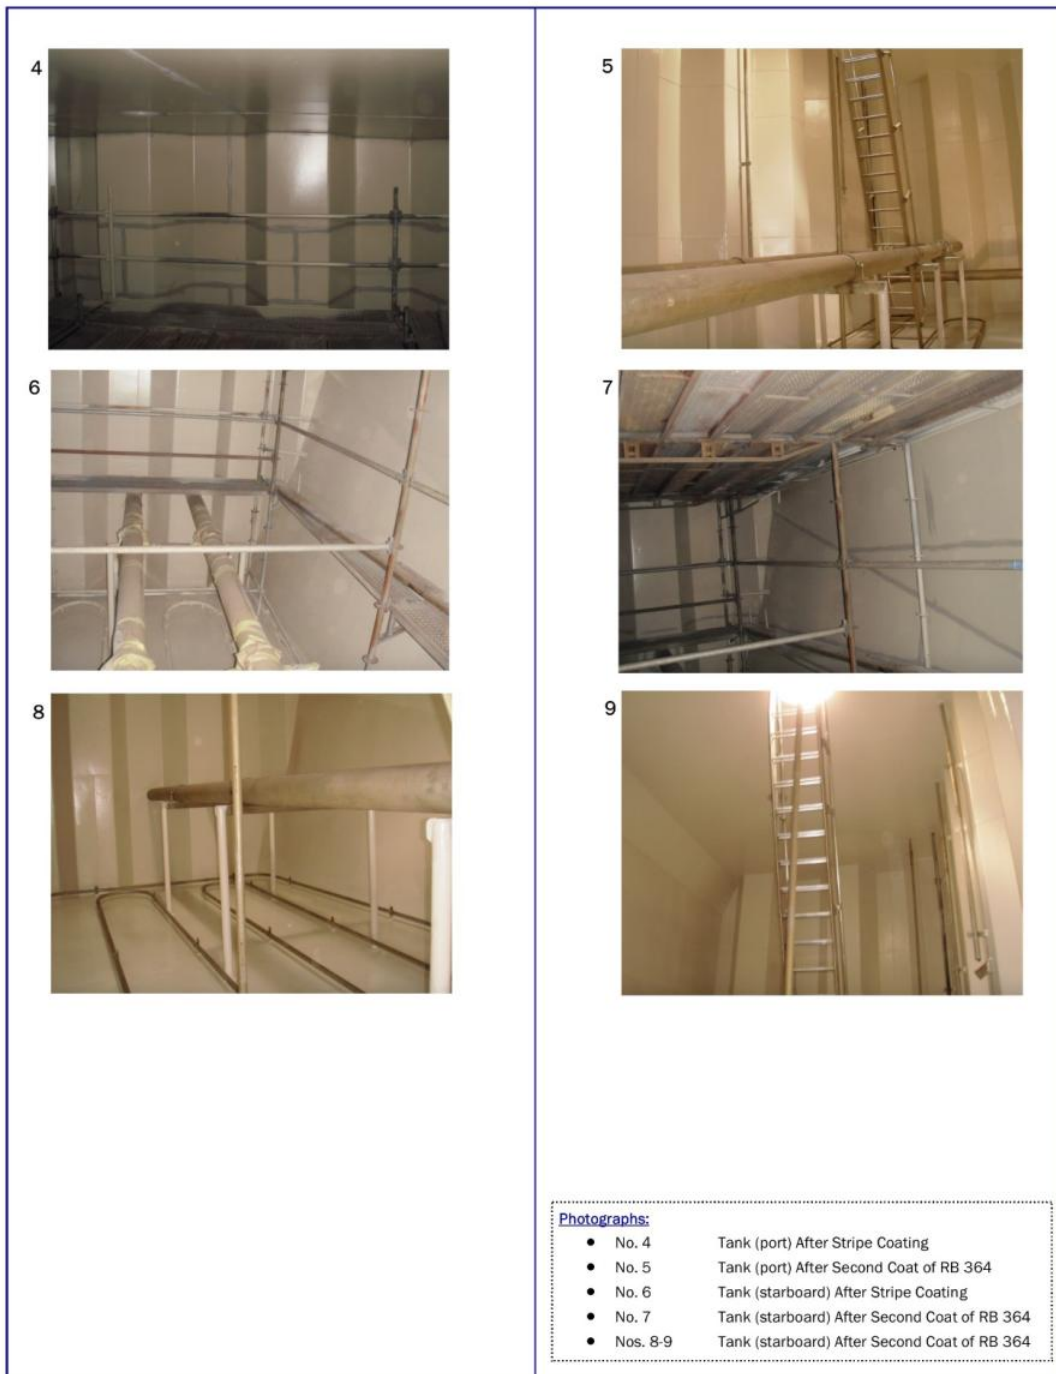 4
5
6
7
8
9
Photographs:
● No. 4 Tank (port) After Stripe Coating
● No. 5 Tank (port) After Second Coat of RB 364
● No. 6 Tank (starboard) After Stripe Coating
● No. 7 Tank (starboard) After Second Coat of RB 364
● Nos. 8-9 Tank (starboard) After Second Coat of RB 364